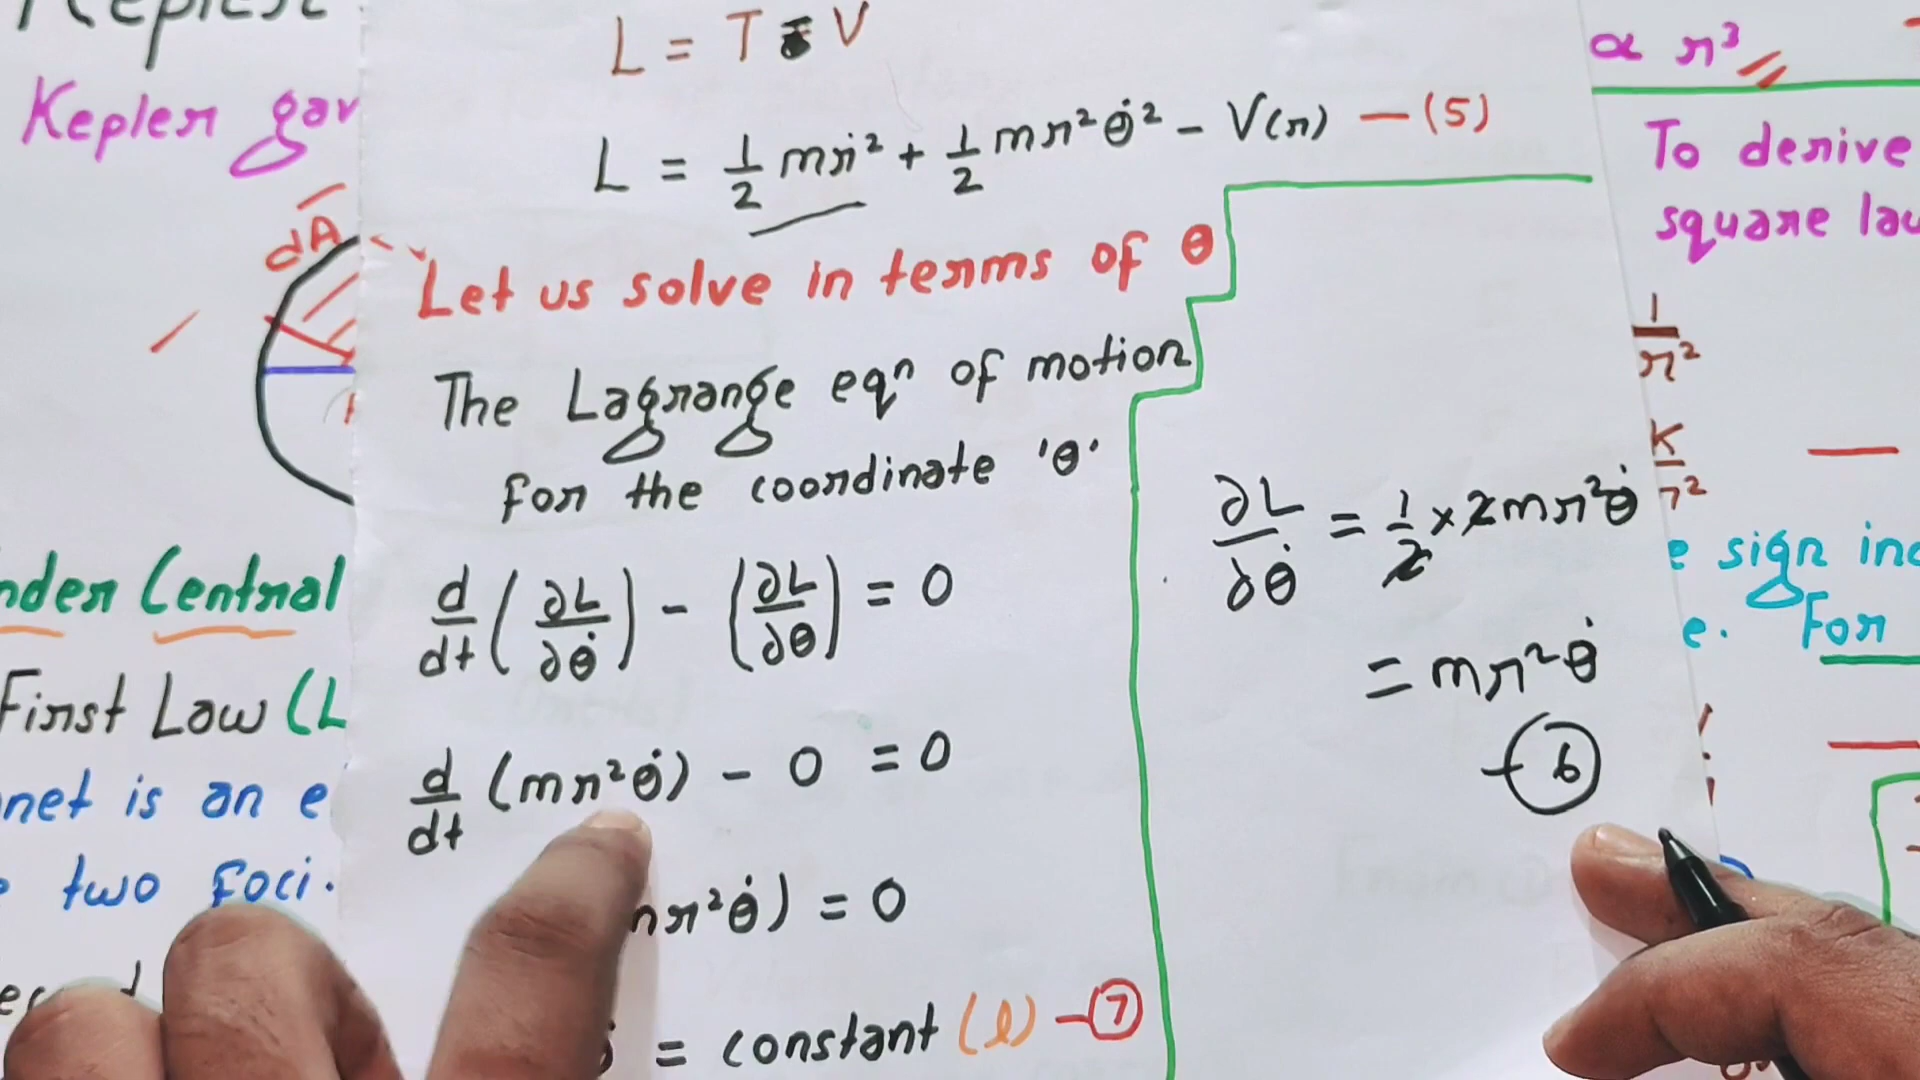 Kepler
L = T - V
L = 1/2 mṙ² + 1/2 mr²θ̇² - V(r) — (5)
Let us solve in terms of θ
The Lagrange eqⁿ of motion
for the coordinate 'θ'
d/dt (∂L/∂θ̇) - (∂L/∂θ) = 0
d/dt (mr²θ̇) - 0 = 0
mr²θ̇) = 0
= constant (l) — 7
∂L/∂θ̇ = 1/2 × 2mr²θ̇
= mr²θ̇
— 6
dA
Central
First Law (L
net is an e
two foci.
∝ r³
To derive
square law
1/r²
K/r²
sign inc
e. For